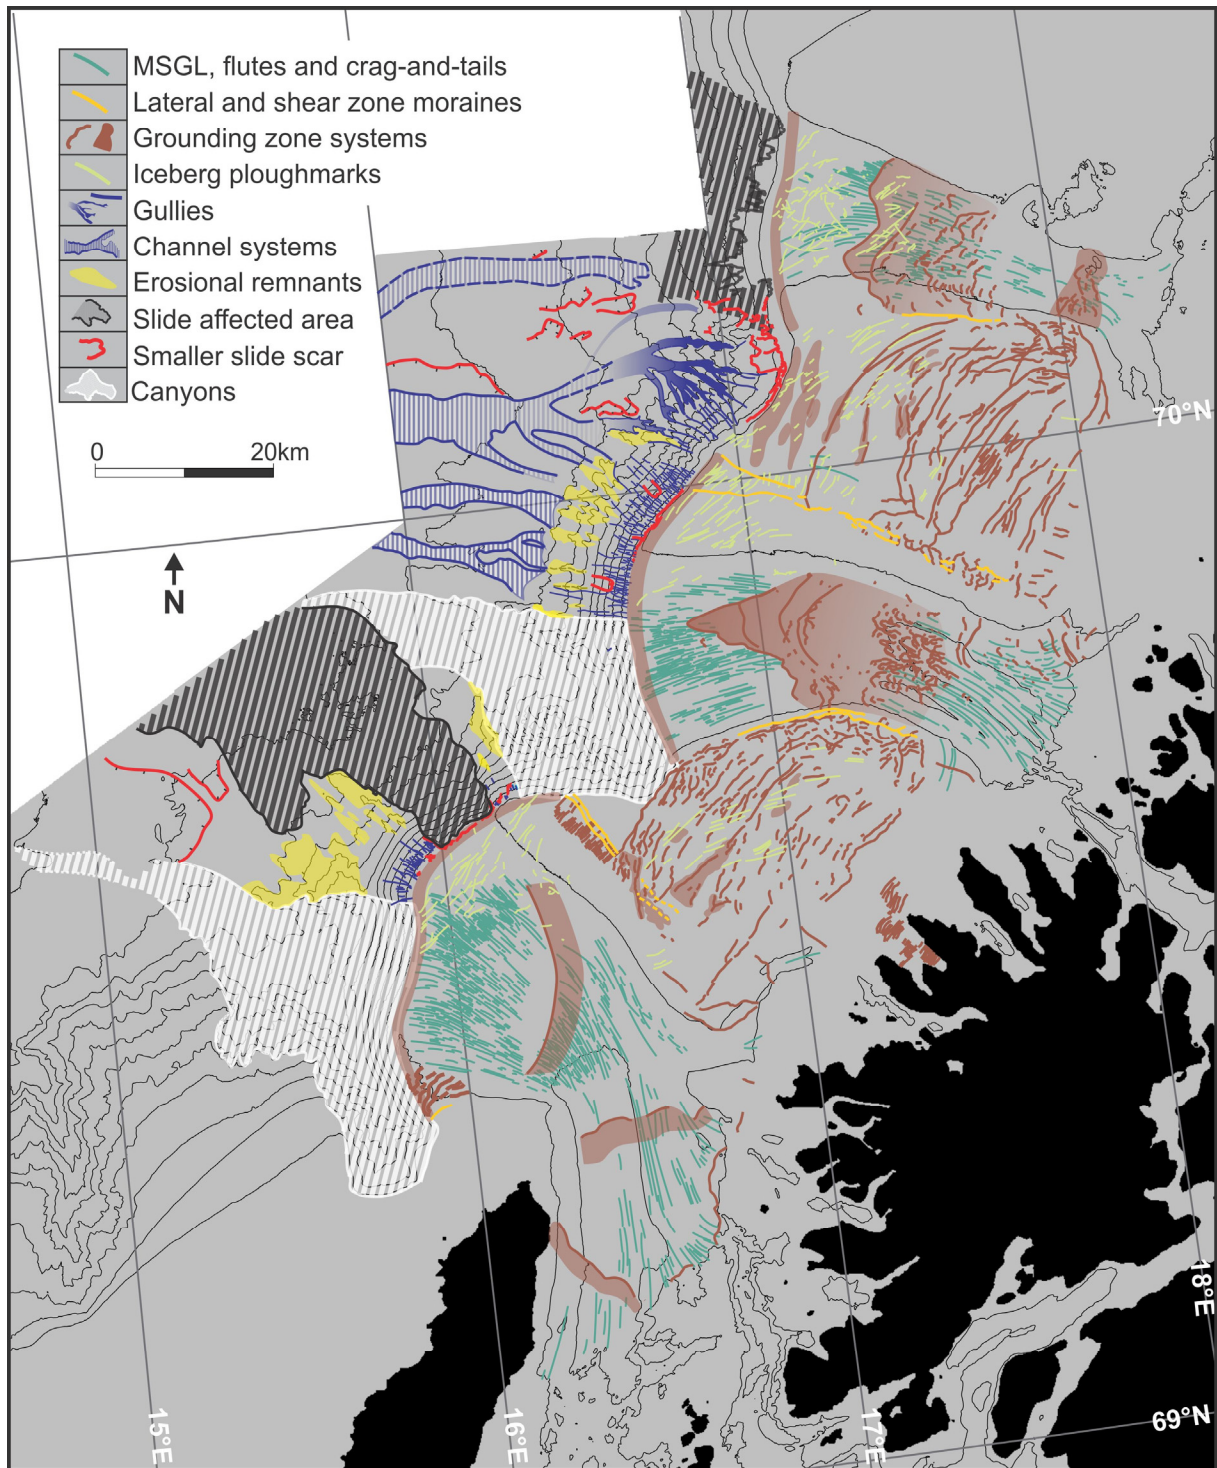 MSGL, flutes and crag-and-tails
Lateral and shear zone moraines
Grounding zone systems
Iceberg ploughmarks
Gullies
Channel systems
Erosional remnants
Slide affected area
Smaller slide scar
Canyons
0 20km
N
70°N
18°E
69°N
15°E
16°E
17°E